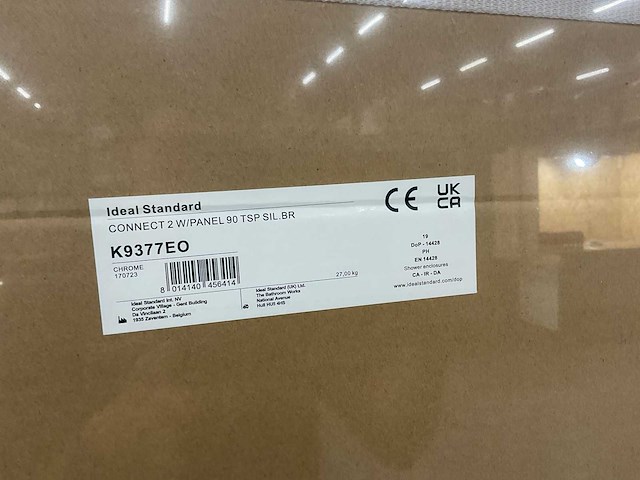 Ideal Standard
CONNECT 2 W/PANEL 90 TSP SIL.BR
K9377EO
CHROME
170723
8 014140 456414
27,00 kg
Ideal Standard Int. NV
Corporate Village - Gent Building
Da Vincilaan 2
1935 Zaventem - Belgium
Ideal Standard (UK) Ltd.
The Bathroom Works
National Avenue
Hull HU5 4HS
CE
UK
CA
19
DoP - 14428
PH
EN 14428
Shower enclosures
CA - IR - DA
www.idealstandard.com/dop